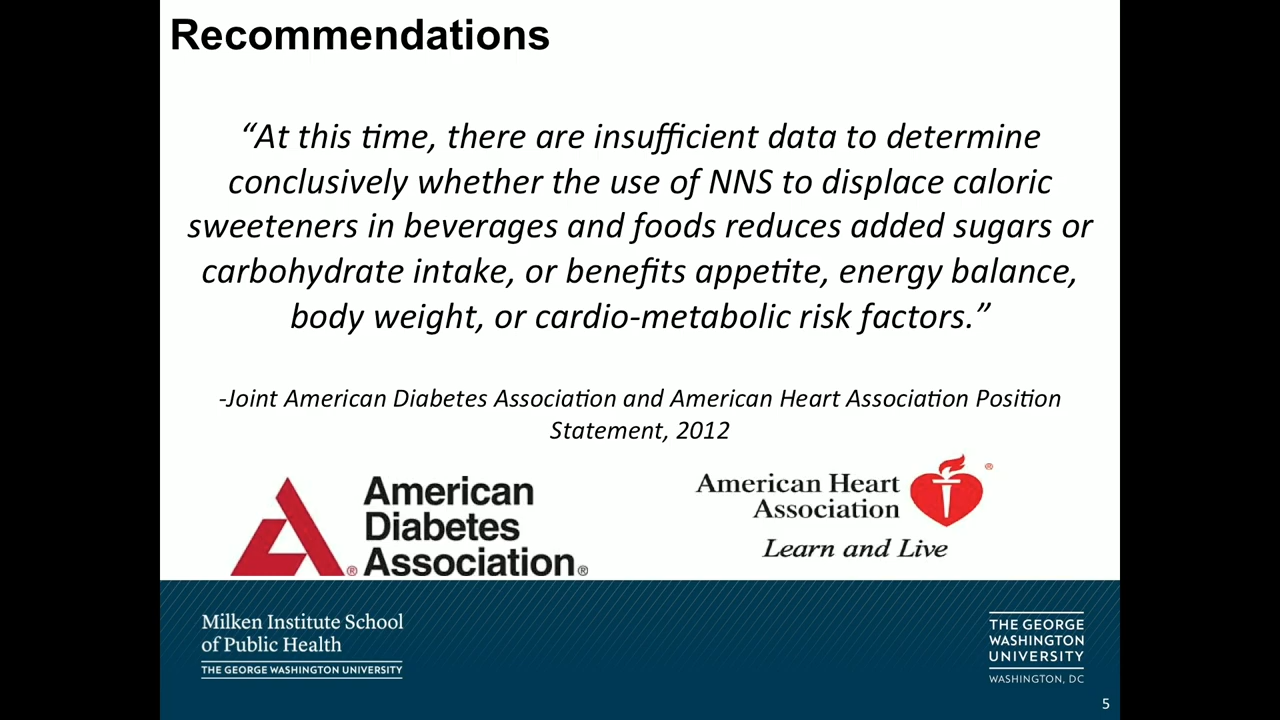 Recommendations
“At this time, there are insufficient data to determine
conclusively whether the use of NNS to displace caloric
sweeteners in beverages and foods reduces added sugars or
carbohydrate intake, or benefits appetite, energy balance,
body weight, or cardio-metabolic risk factors.”
-Joint American Diabetes Association and American Heart Association Position
Statement, 2012
American
Diabetes
Association®
®
American Heart
Association
®
Learn and Live
Milken Institute School
of Public Health
THE GEORGE WASHINGTON UNIVERSITY
THE GEORGE
WASHINGTON
UNIVERSITY
WASHINGTON, DC
5